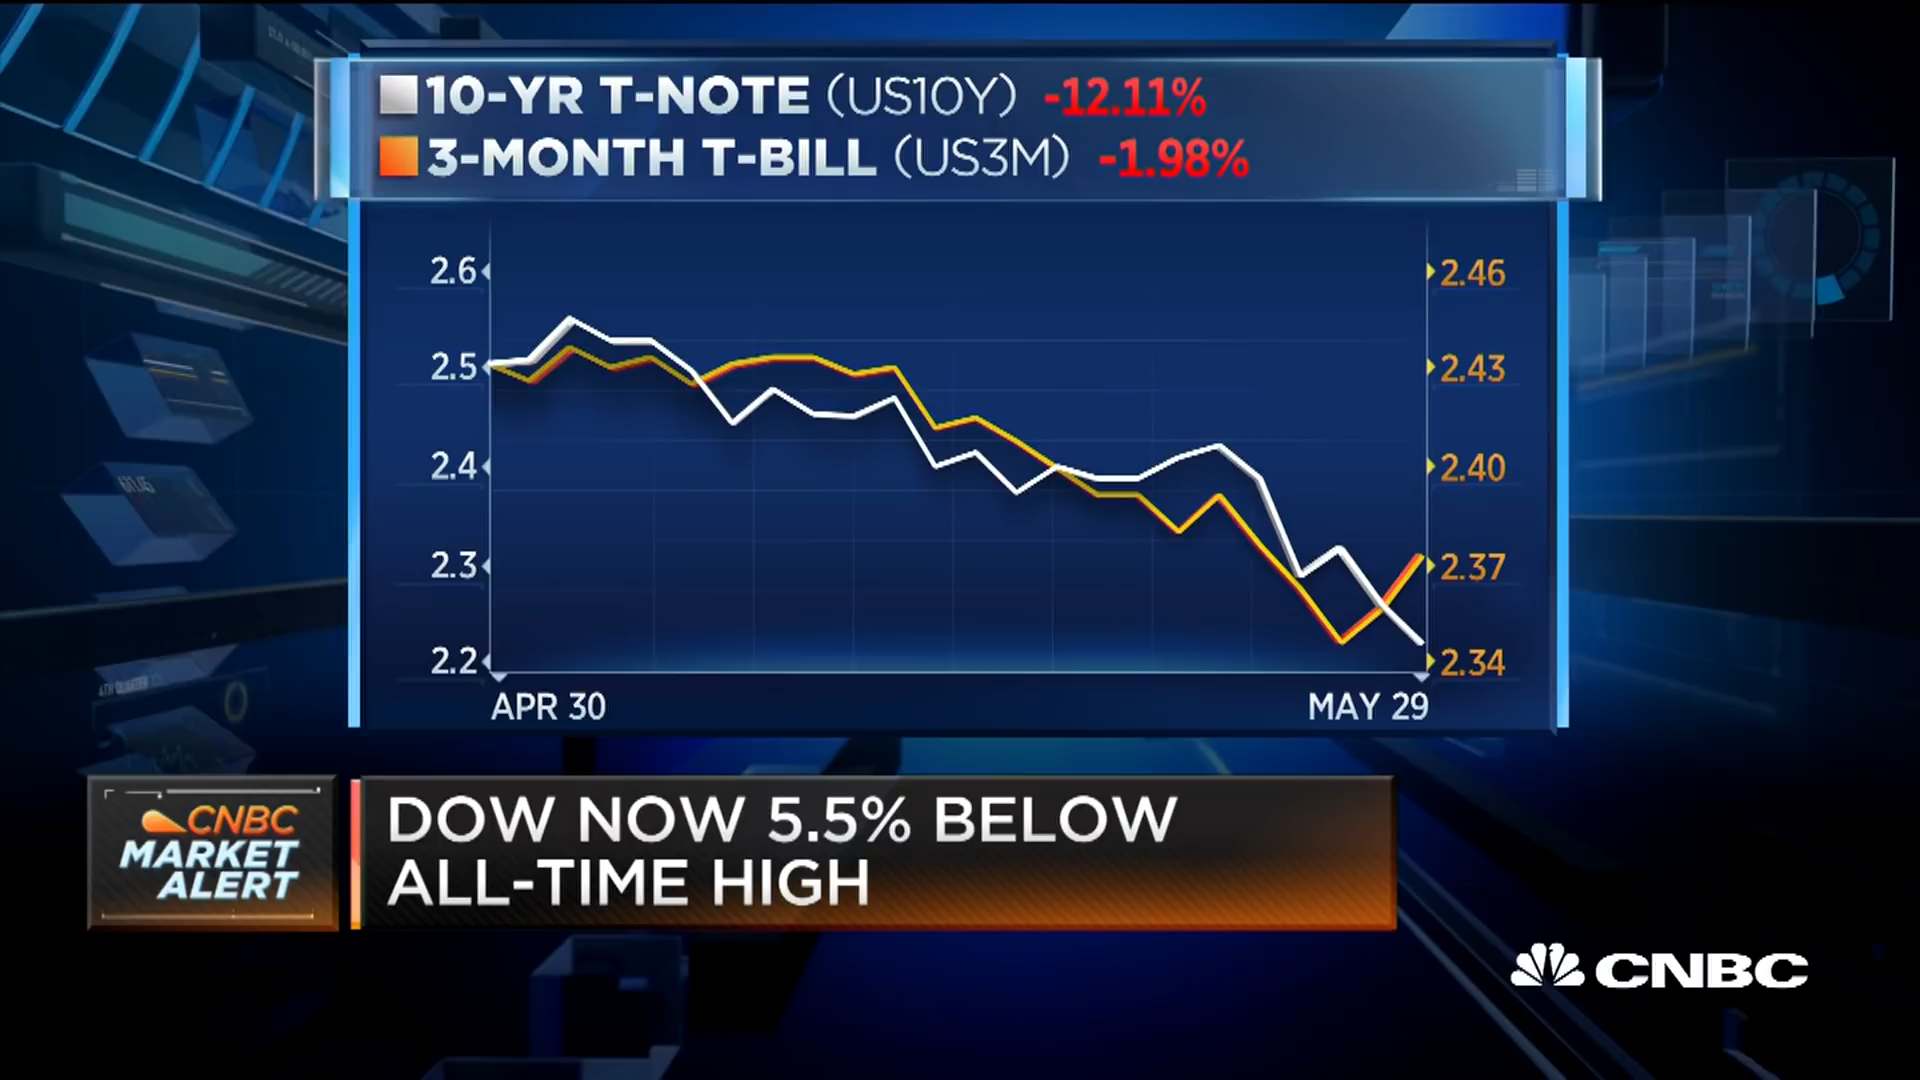 10-YR T-NOTE (US10Y) -12.11%
3-MONTH T-BILL (US3M) -1.98%
2.6
2.5
2.4
2.3
2.2
2.46
2.43
2.40
2.37
2.34
APR 30
MAY 29
4TH QUARTER
CNBC
MARKET
ALERT
DOW NOW 5.5% BELOW
ALL-TIME HIGH
CNBC